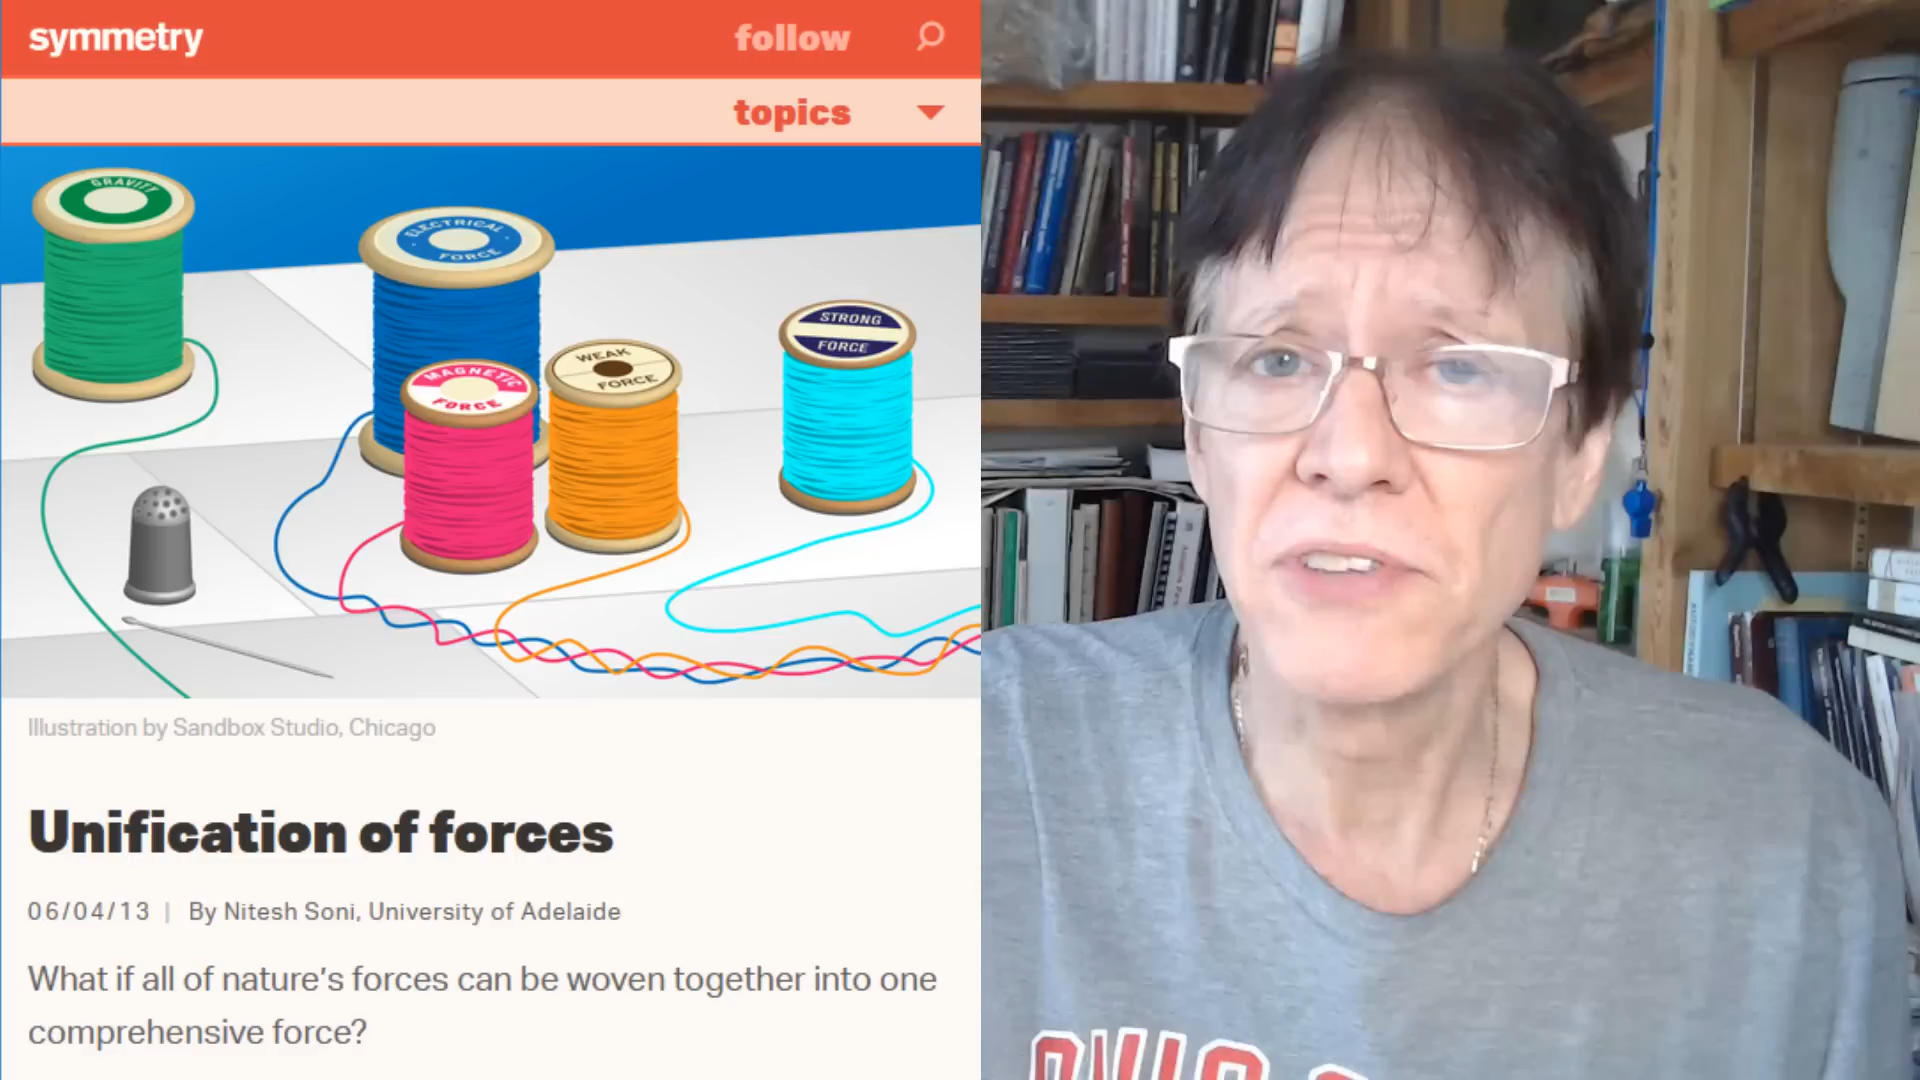 symmetry
follow
topics
GRAVITY
ELECTRICAL
FORCE
MAGNETIC
FORCE
WEAK
FORCE
STRONG
FORCE
Illustration by Sandbox Studio, Chicago
Unification of forces
06/04/13 | By Nitesh Soni, University of Adelaide
What if all of nature's forces can be woven together into one
comprehensive force?